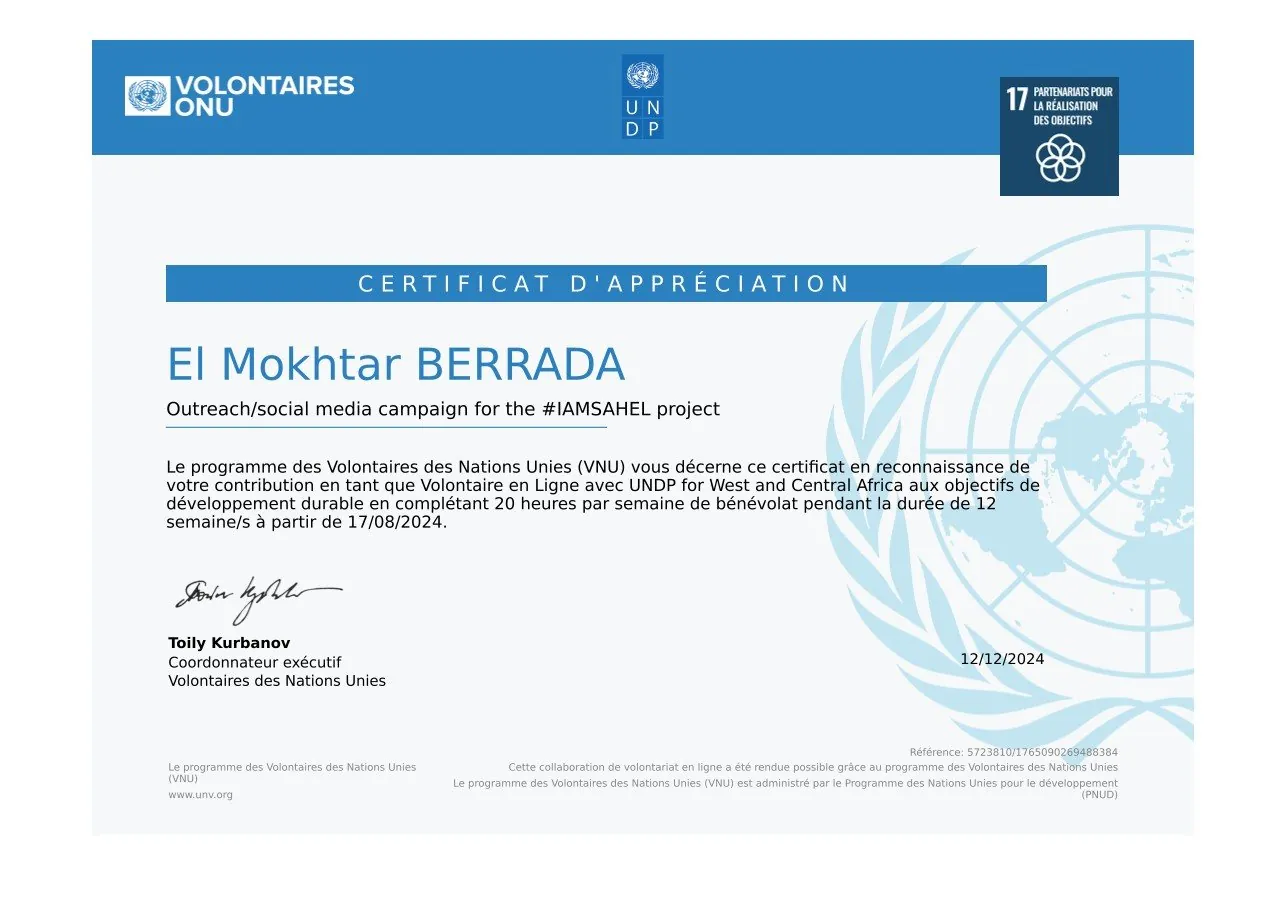 VOLONTAIRES
ONU
U N
D P
17 PARTENARIATS POUR
LA RÉALISATION
DES OBJECTIFS
CERTIFICAT D'APPRÉCIATION
El Mokhtar BERRADA
Outreach/social media campaign for the #IAMSAHEL project
Le programme des Volontaires des Nations Unies (VNU) vous décerne ce certificat en reconnaissance de
votre contribution en tant que Volontaire en Ligne avec UNDP for West and Central Africa aux objectifs de
développement durable en complétant 20 heures par semaine de bénévolat pendant la durée de 12
semaine/s à partir de 17/08/2024.
Toily Kurbanov
Coordonnateur exécutif
Volontaires des Nations Unies
12/12/2024
Référence: 5723810/1765090269488384
Le programme des Volontaires des Nations Unies
(VNU)
www.unv.org
Cette collaboration de volontariat en ligne a été rendue possible grâce au programme des Volontaires des Nations Unies
Le programme des Volontaires des Nations Unies (VNU) est administré par le Programme des Nations Unies pour le développement
(PNUD)